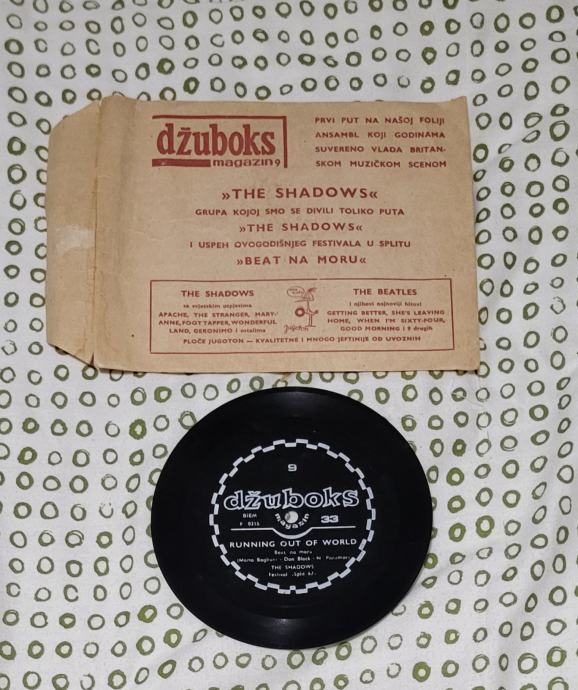 džuboks
magazin 9
PRVI PUT NA NAŠOJ FOLIJI
ANSAMBL KOJI GODINAMA
SUVERENO VLADA BRITAN-
SKOM MUZIČKOM SCENOM
»THE SHADOWS«
GRUPA KOJOJ SMO SE DIVILI TOLIKO PUTA
»THE SHADOWS«
I USPEH OVOGODIŠNJEG FESTIVALA U SPLITU
»BEAT NA MORU«
THE SHADOWS
sa svjetskim uspjesima
APACHE, THE STRANGER, MARY-
ANNE, FOOT TAPPER, WONDERFUL
LAND, GERONIMO i ostalima
Jugoton
THE BEATLES
i njihovi najnoviji hitovi
GETTING BETTER, SHE'S LEAVING
HOME, WHEN I'M SIXTY-FOUR,
GOOD MORNING i 9 drugih
PLOČE JUGOTON — KVALITETNE I MNOGO JEFTINIJE OD UVOZNIH
9
džuboks
magazin
BIEM
33
RUNNING OUT OF WORLD
Beat na moru
THE SHADOWS
Festival